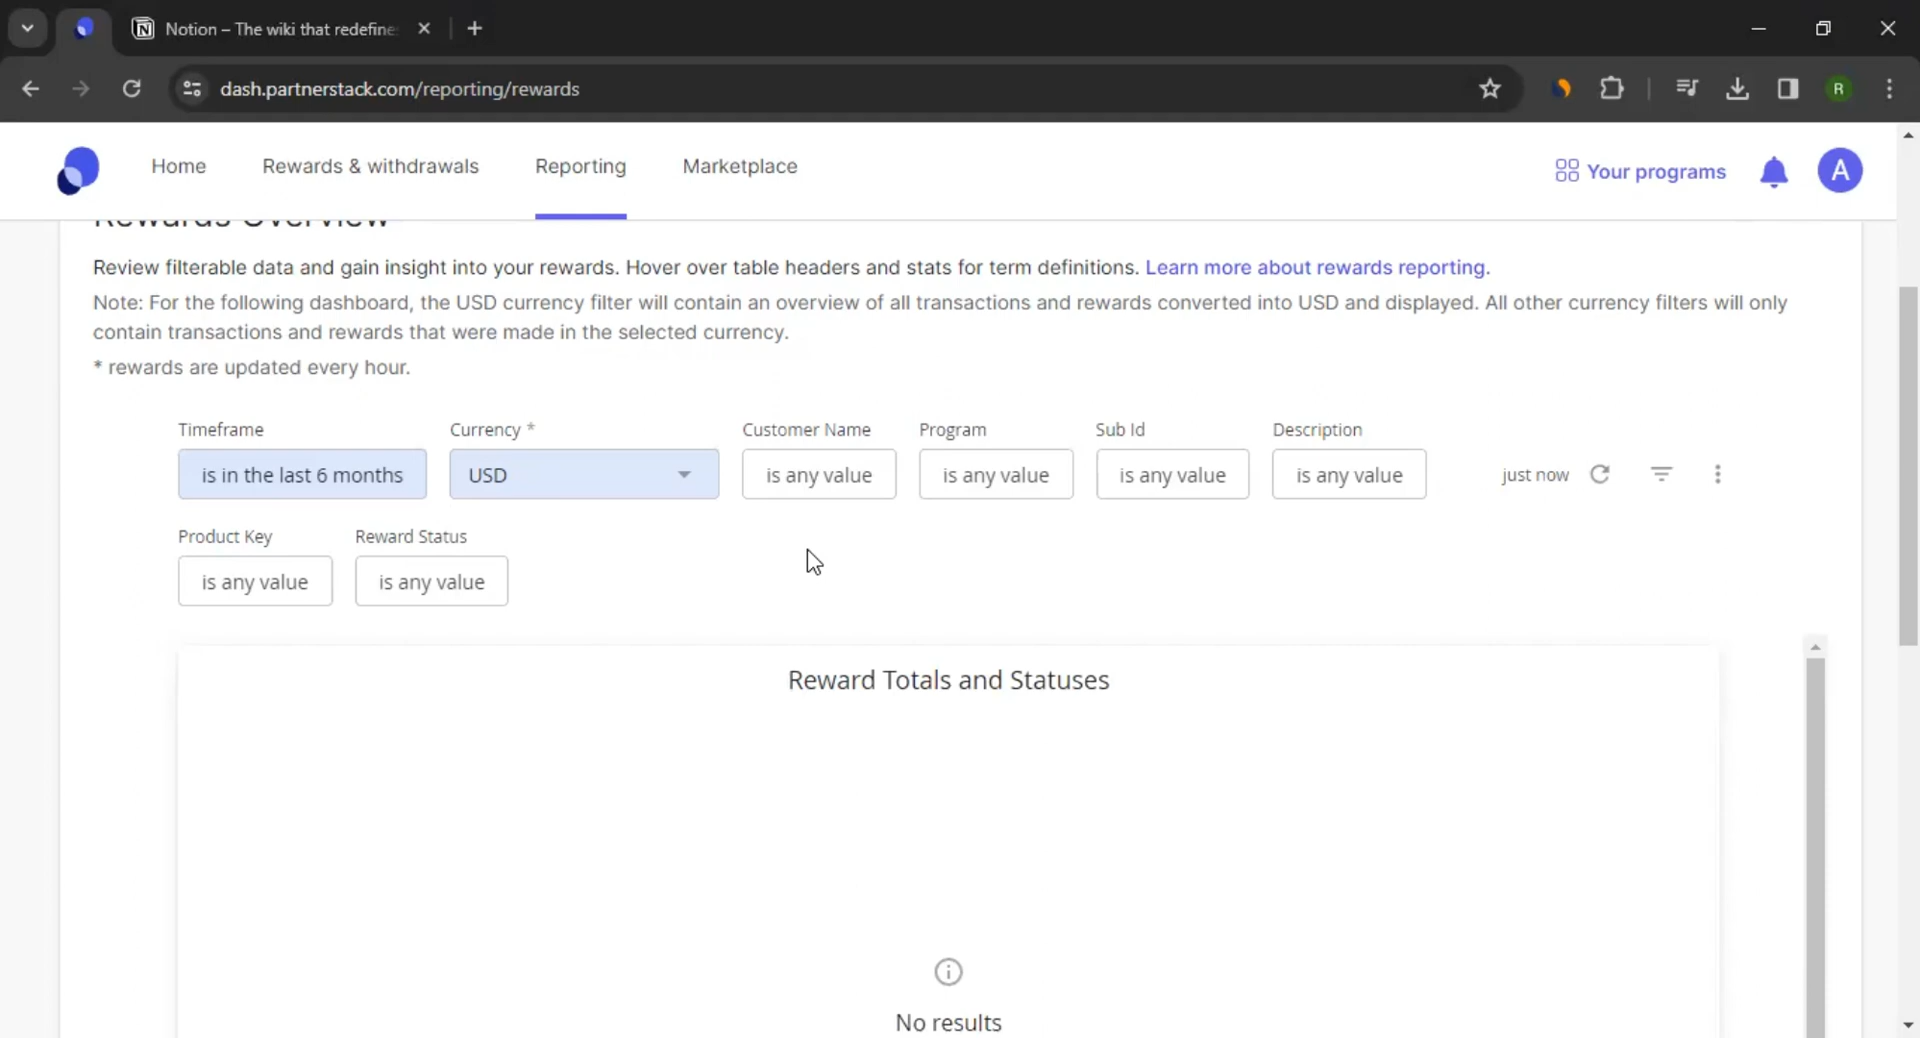 Notion – The wiki that redefine
dash.partnerstack.com/reporting/rewards
R
Home
Rewards & withdrawals
Reporting
Marketplace
Your programs
A
Rewards Overview
Review filterable data and gain insight into your rewards. Hover over table headers and stats for term definitions. Learn more about rewards reporting.
Note: For the following dashboard, the USD currency filter will contain an overview of all transactions and rewards converted into USD and displayed. All other currency filters will only
contain transactions and rewards that were made in the selected currency.
* rewards are updated every hour.
Timeframe
Currency *
Customer Name
Program
Sub Id
Description
is in the last 6 months
USD
is any value
is any value
is any value
is any value
just now
Product Key
Reward Status
is any value
is any value
Reward Totals and Statuses
No results